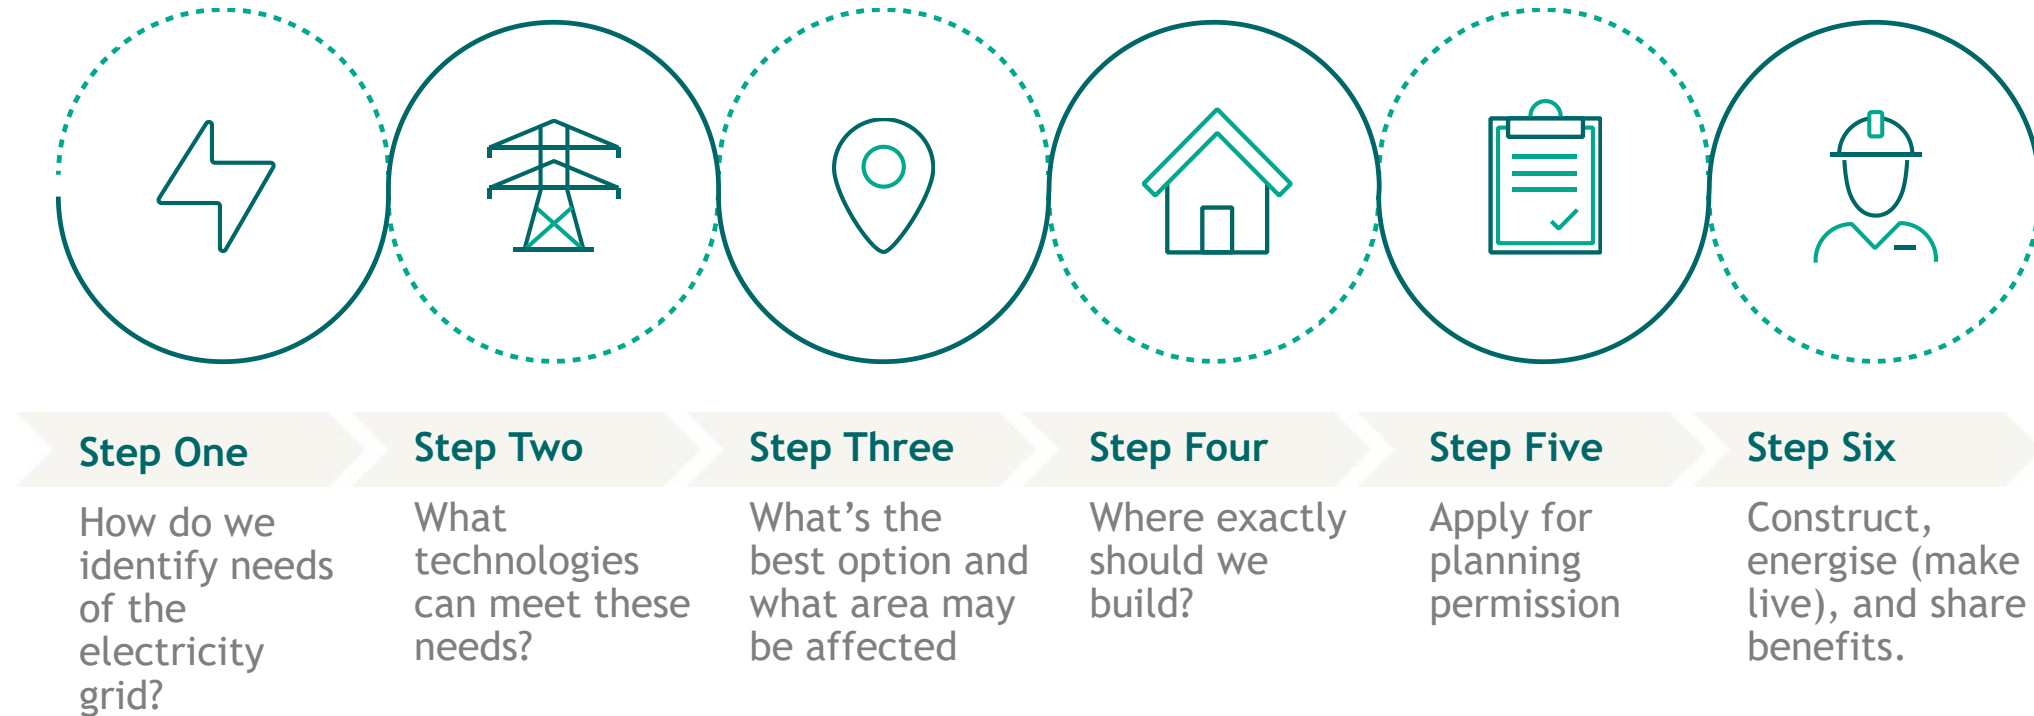 Step One
How do we
identify needs
of the
electricity
grid?
Step Two
What
technologies
can meet these
needs?
Step Three
What’s the
best option and
what area may
be affected
Step Four
Where exactly
should we
build?
Step Five
Apply for
planning
permission
Step Six
Construct,
energise (make
live), and share
benefits.